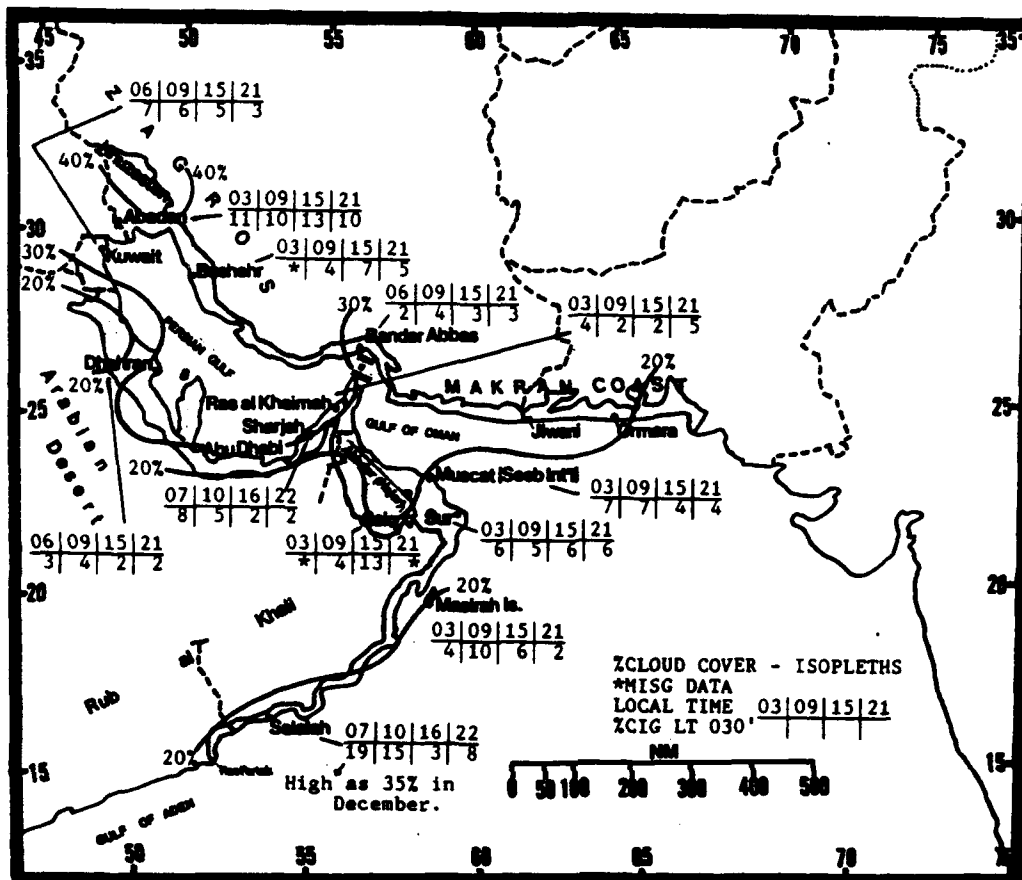 45 50 55 60 65 70 75 35
35
06 09 15 21
7 6 5 3
Z A R O S
40%
40%
03 09 15 21
11 10 13 10
Abadan
30
30
Kuwait
30%
20%
Bushehr
03 09 15 21
* 4 7 5
30%
06 09 15 21
2 4 3 3
03 09 15 21
4 2 2 5
Bandar Abbas
PERSIAN GULF
20%
Dhahran
20%
MAKRAN COAST
Ras al Khaimah
25
25
Sharjah
GULF OF OMAN
Jiwani
Ormara
Abu Dhabi
Arabian
Desert
20%
Muscat (Seeb Int'l)
07 10 16 22
8 5 2 2
03 09 15 21
7 7 4 4
Sur
06 09 15 21
3 4 2 2
03 09 15 21
* 4 13 *
03 09 15 21
6 5 6 6
20
20
20%
Masirah Is.
Khali
03 09 15 21
4 10 6 2
al
Rub
%CLOUD COVER - ISOPLETHS
*MISG DATA
LOCAL TIME 03 09 15 21
%CIG LT 030'
Salalah
07 10 16 22
19 15 3 8
20%
High as 35% in
December.
15
15
NM
0 50 100 200 300 400 500
GULF OF ADEN
50 55 60 65 70 75